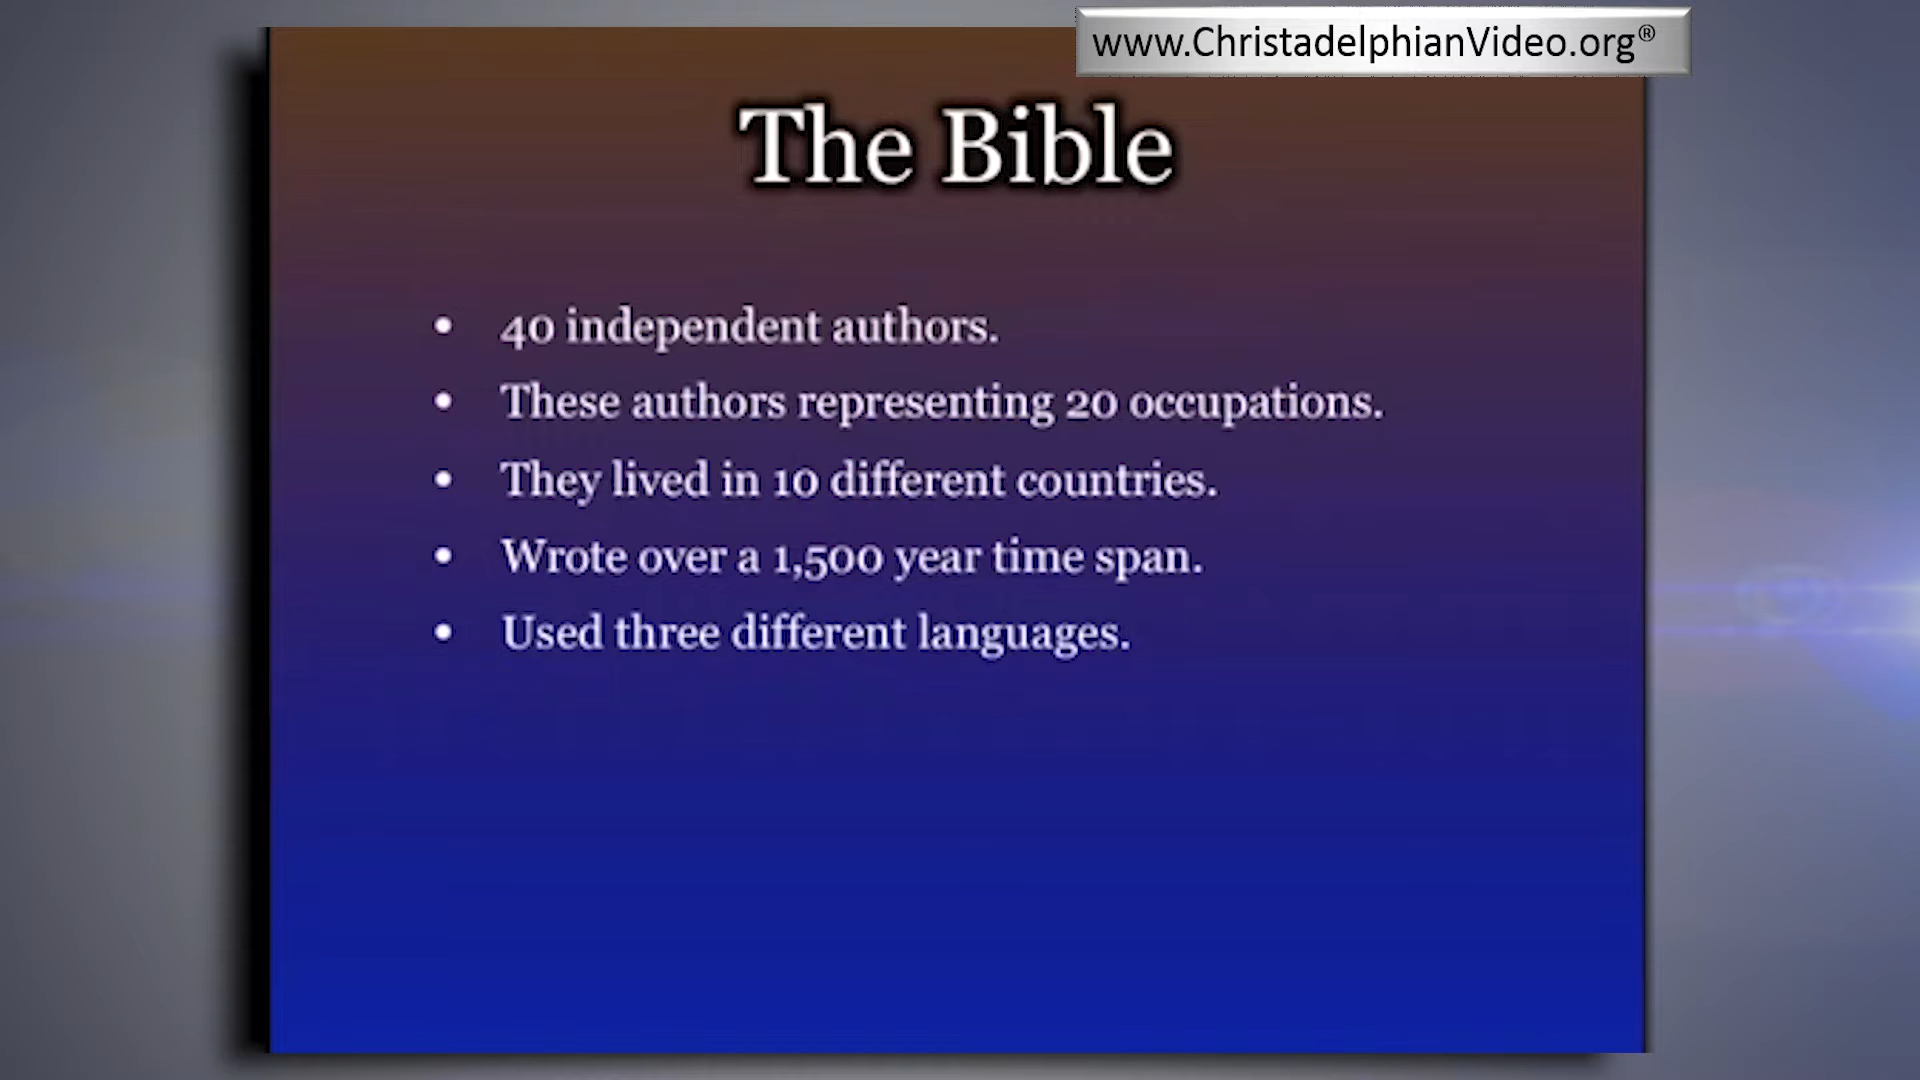 www.ChristadelphianVideo.org®
The Bible
• 40 independent authors.
• These authors representing 20 occupations.
• They lived in 10 different countries.
• Wrote over a 1,500 year time span.
• Used three different languages.